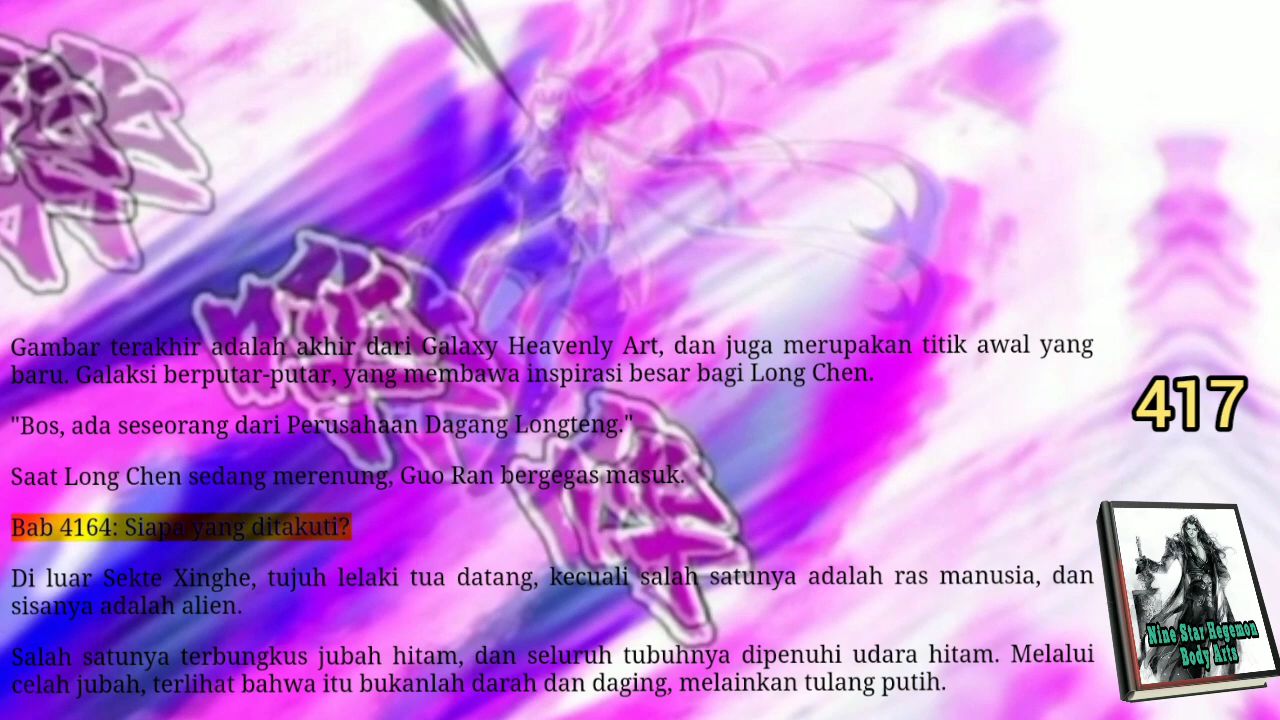 Gambar terakhir adalah akhir dari Galaxy Heavenly Art, dan juga merupakan titik awal yang
baru. Galaksi berputar-putar, yang membawa inspirasi besar bagi Long Chen.
"Bos, ada seseorang dari Perusahaan Dagang Longteng."
Saat Long Chen sedang merenung, Guo Ran bergegas masuk.
Bab 4164: Siapa yang ditakuti?
Di luar Sekte Xinghe, tujuh lelaki tua datang, kecuali salah satunya adalah ras manusia, dan
sisanya adalah alien.
Salah satunya terbungkus jubah hitam, dan seluruh tubuhnya dipenuhi udara hitam. Melalui
celah jubah, terlihat bahwa itu bukanlah darah dan daging, melainkan tulang putih.
417
Nine Star Hegemon
Body Arts